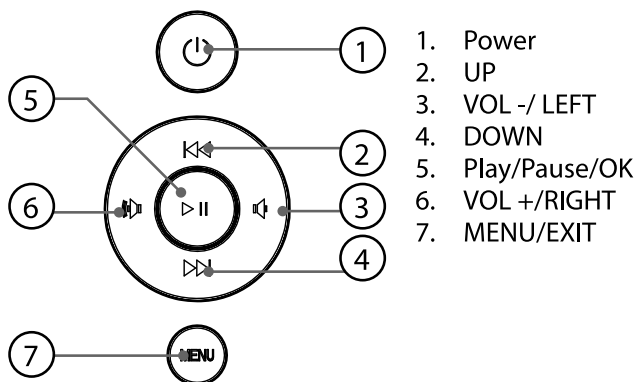 1
5
2
6
3
4
MENU
7
1. Power
2. UP
3. VOL -/ LEFT
4. DOWN
5. Play/Pause/OK
6. VOL +/RIGHT
7. MENU/EXIT